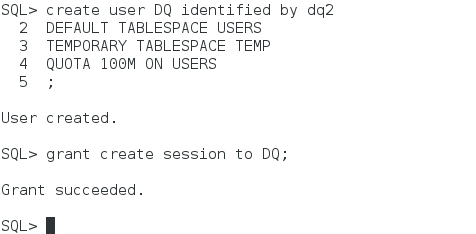 SQL> create user DQ identified by dq2
2 DEFAULT TABLESPACE USERS
3 TEMPORARY TABLESPACE TEMP
4 QUOTA 100M ON USERS
5 ;
User created.
SQL> grant create session to DQ;
Grant succeeded.
SQL>